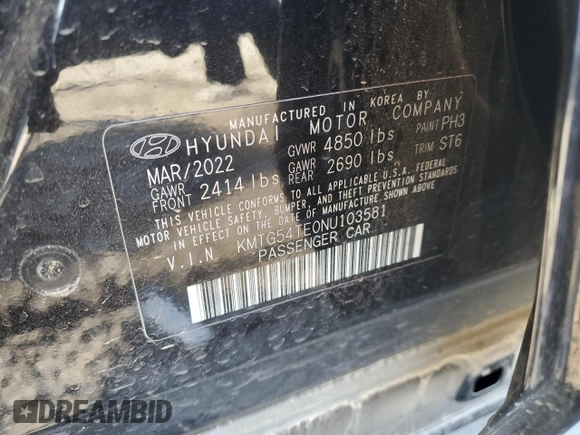 MANUFACTURED IN KOREA BY
HYUNDAI MOTOR COMPANY
MAR/2022 GVWR 4850 lbs PAINT PH3
GAWR FRONT 2414 lbs GAWR REAR 2690 lbs TRIM ST6
THIS VEHICLE CONFORMS TO ALL APPLICABLE U.S.A. FEDERAL
MOTOR VEHICLE SAFETY, BUMPER, AND THEFT PREVENTION STANDARDS
IN EFFECT ON THE DATE OF MANUFACTURE SHOWN ABOVE
V.I.N KMTG54TE0NU103581
PASSENGER CAR
DREAMBID